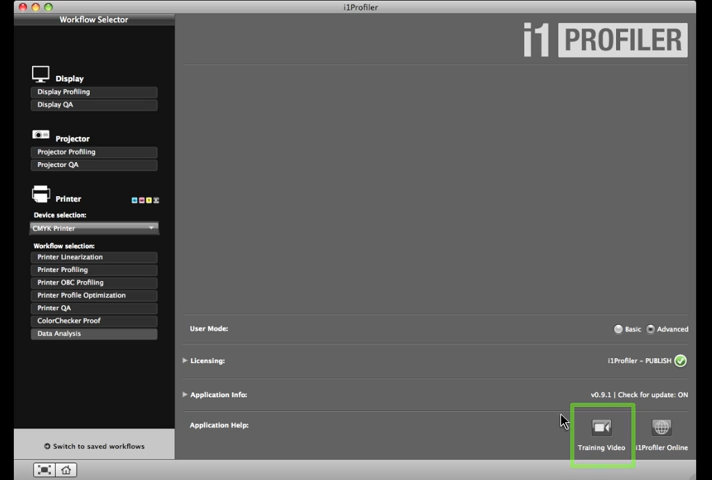 i1Profiler
Workflow Selector
i1 PROFILER
Display
Display Profiling
Display QA
Projector
Projector Profiling
Projector QA
Printer
Device selection:
CMYK Printer
Workflow selection:
Printer Linearization
Printer Profiling
Printer OBC Profiling
Printer Profile Optimization
Printer QA
ColorChecker Proof
Data Analysis
Switch to saved workflows
User Mode:
Basic Advanced
Licensing:
i1Profiler – PUBLISH
Application Info:
v0.9.1 | Check for update: ON
Application Help:
Training Video
i1Profiler Online